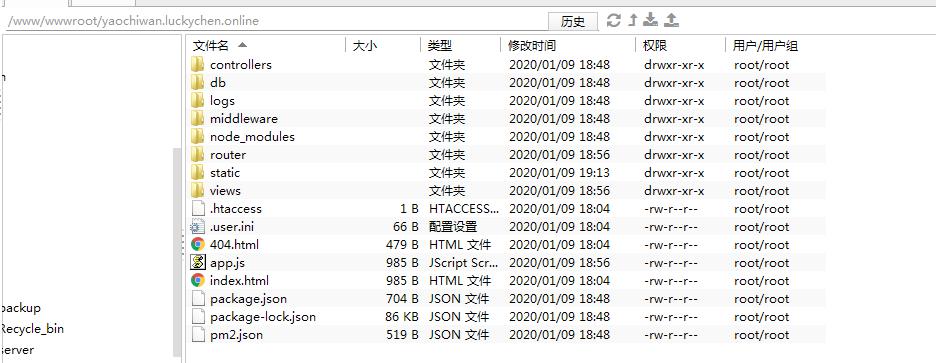 /www/wwwroot/yaochiwan.luckychen.online 历史
文件名 大小 类型 修改时间 权限 用户/用户组
controllers 文件夹 2020/01/09 18:48 drwxr-xr-x root/root
db 文件夹 2020/01/09 18:48 drwxr-xr-x root/root
logs 文件夹 2020/01/09 18:48 drwxr-xr-x root/root
middleware 文件夹 2020/01/09 18:48 drwxr-xr-x root/root
node_modules 文件夹 2020/01/09 18:48 drwxr-xr-x root/root
router 文件夹 2020/01/09 18:56 drwxr-xr-x root/root
static 文件夹 2020/01/09 19:13 drwxr-xr-x root/root
views 文件夹 2020/01/09 18:56 drwxr-xr-x root/root
.htaccess 1 B HTACCESS... 2020/01/09 18:04 -rw-r--r-- root/root
.user.ini 66 B 配置设置 2020/01/09 18:04 -rw-r--r-- root/root
404.html 479 B HTML 文件 2020/01/09 18:04 -rw-r--r-- root/root
app.js 985 B JScript Scr... 2020/01/09 18:56 -rw-r--r-- root/root
index.html 985 B HTML 文件 2020/01/09 18:04 -rw-r--r-- root/root
package.json 704 B JSON 文件 2020/01/09 18:48 -rw-r--r-- root/root
package-lock.json 86 KB JSON 文件 2020/01/09 18:48 -rw-r--r-- root/root
pm2.json 519 B JSON 文件 2020/01/09 18:48 -rw-r--r-- root/root
backup
Recycle_bin
server